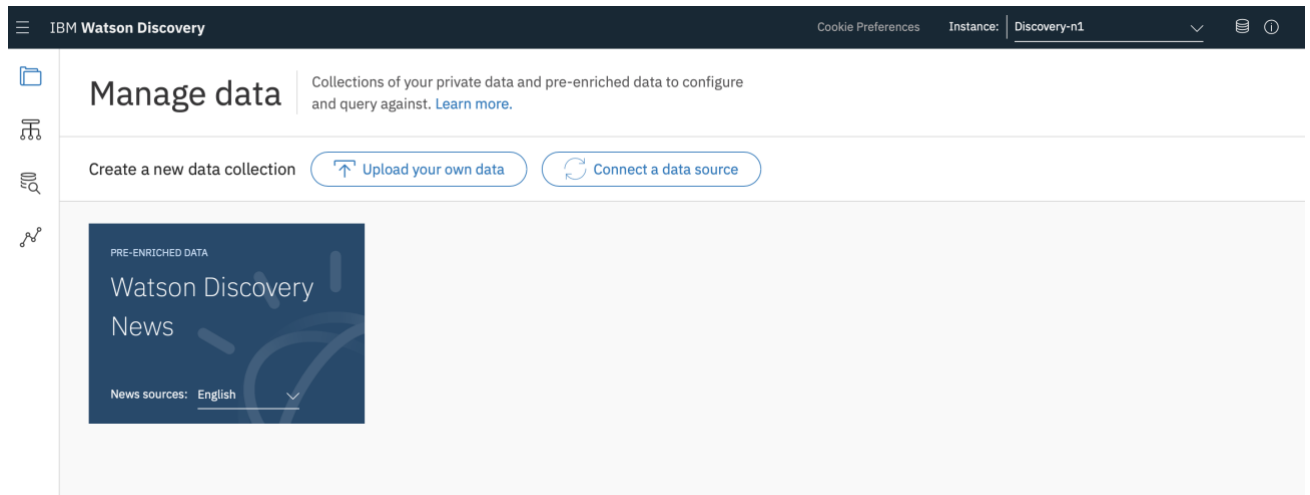 IBM Watson Discovery
Cookie Preferences
Instance:
Discovery-n1
Manage data
Collections of your private data and pre-enriched data to configure
and query against. Learn more.
Create a new data collection
Upload your own data
Connect a data source
PRE-ENRICHED DATA
Watson Discovery
News
News sources: English